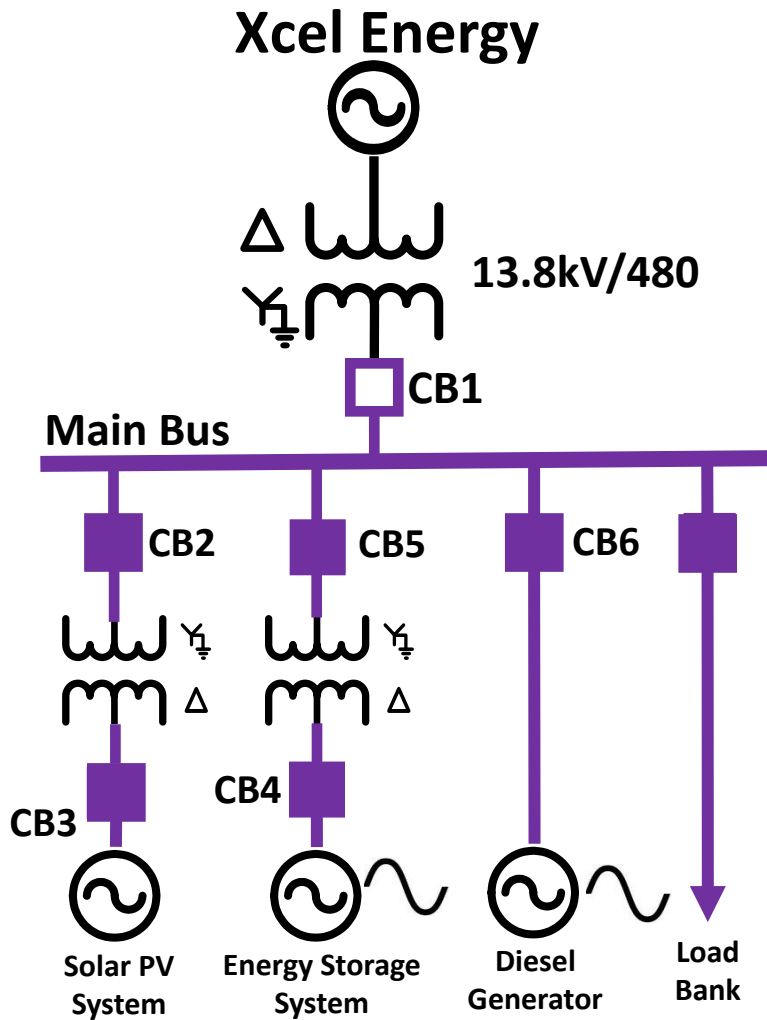 Xcel Energy
Δ
13.8kV/480
CB1
Main Bus
CB2
CB5
CB6
Δ
Δ
CB3
CB4
Solar PV
System
Energy Storage
System
Diesel
Generator
Load
Bank